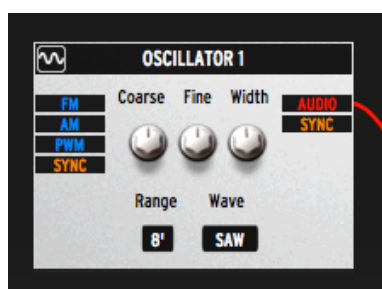 OSCILLATOR 1
FM
AM
PWM
SYNC
Coarse Fine Width
AUDIO
SYNC
Range Wave
8' SAW